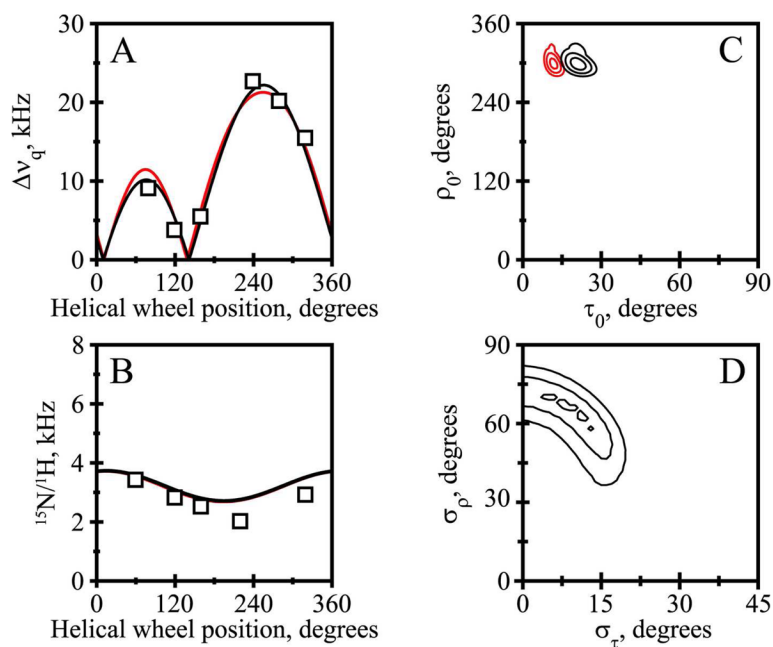 A
30
20
10
0
Δν_q, kHz
0 120 240 360
Helical wheel position, degrees
C
360
240
120
0
ρ₀, degrees
0 30 60 90
τ₀, degrees
B
8
6
4
2
0
¹⁵N/¹H, kHz
0 120 240 360
Helical wheel position, degrees
D
90
60
30
0
σ_ρ, degrees
0 15 30 45
σ_τ, degrees